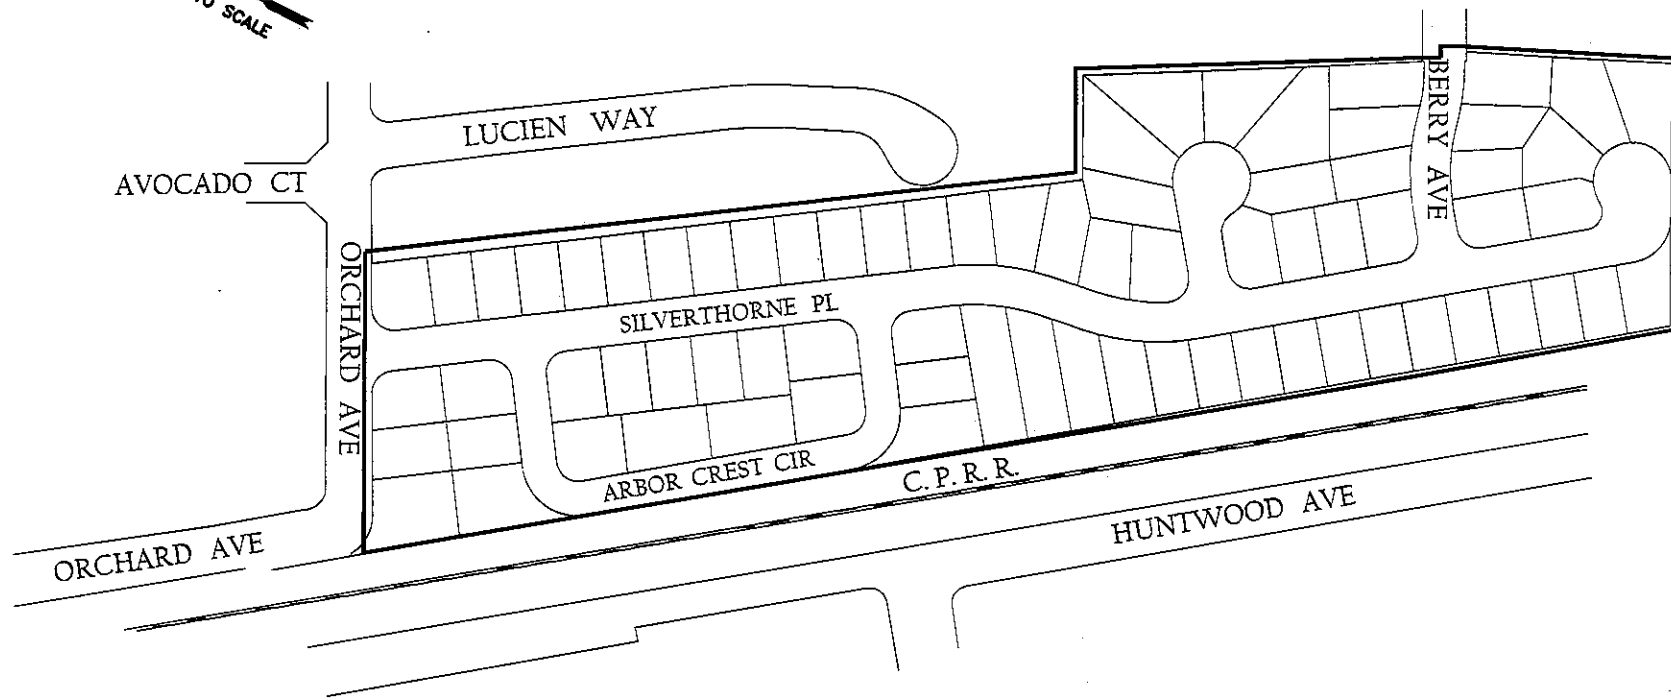 SCALE
LUCIEN WAY
BERRY AVE
AVOCADO CT
ORCHARD AVE
SILVERTHORNE PL
ARBOR CREST CIR
C. P. R. R.
HUNTWOOD AVE
ORCHARD AVE